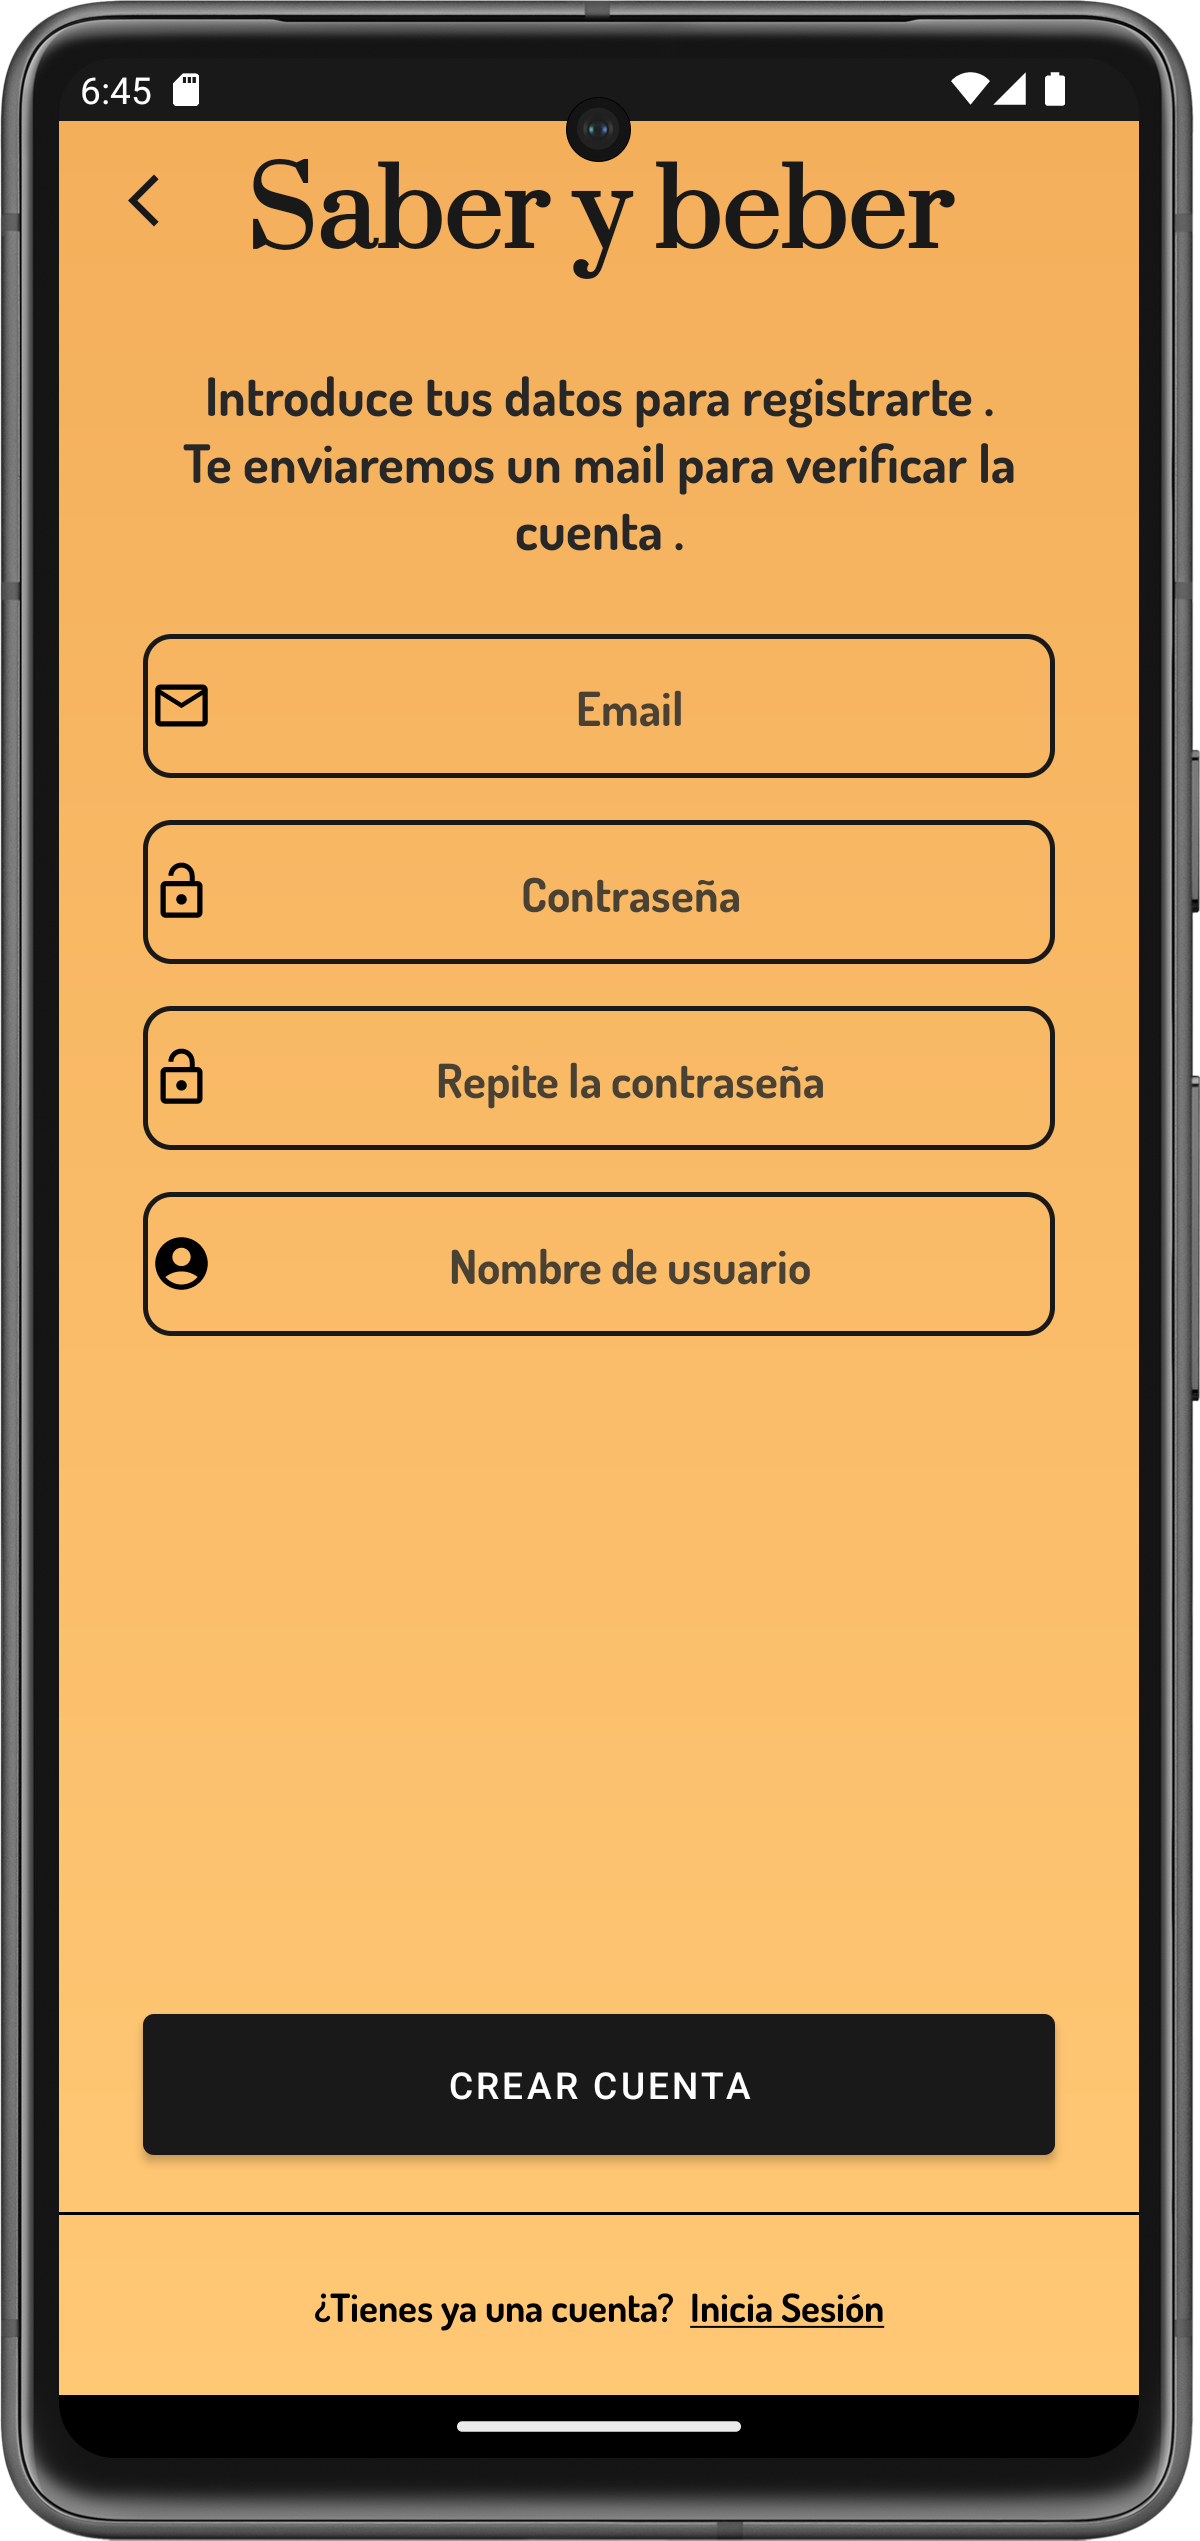 6:45
Saber y beber
Introduce tus datos para registrarte .
Te enviaremos un mail para verificar la
cuenta .
Email
Contraseña
Repite la contraseña
Nombre de usuario
CREAR CUENTA
¿Tienes ya una cuenta? Inicia Sesión